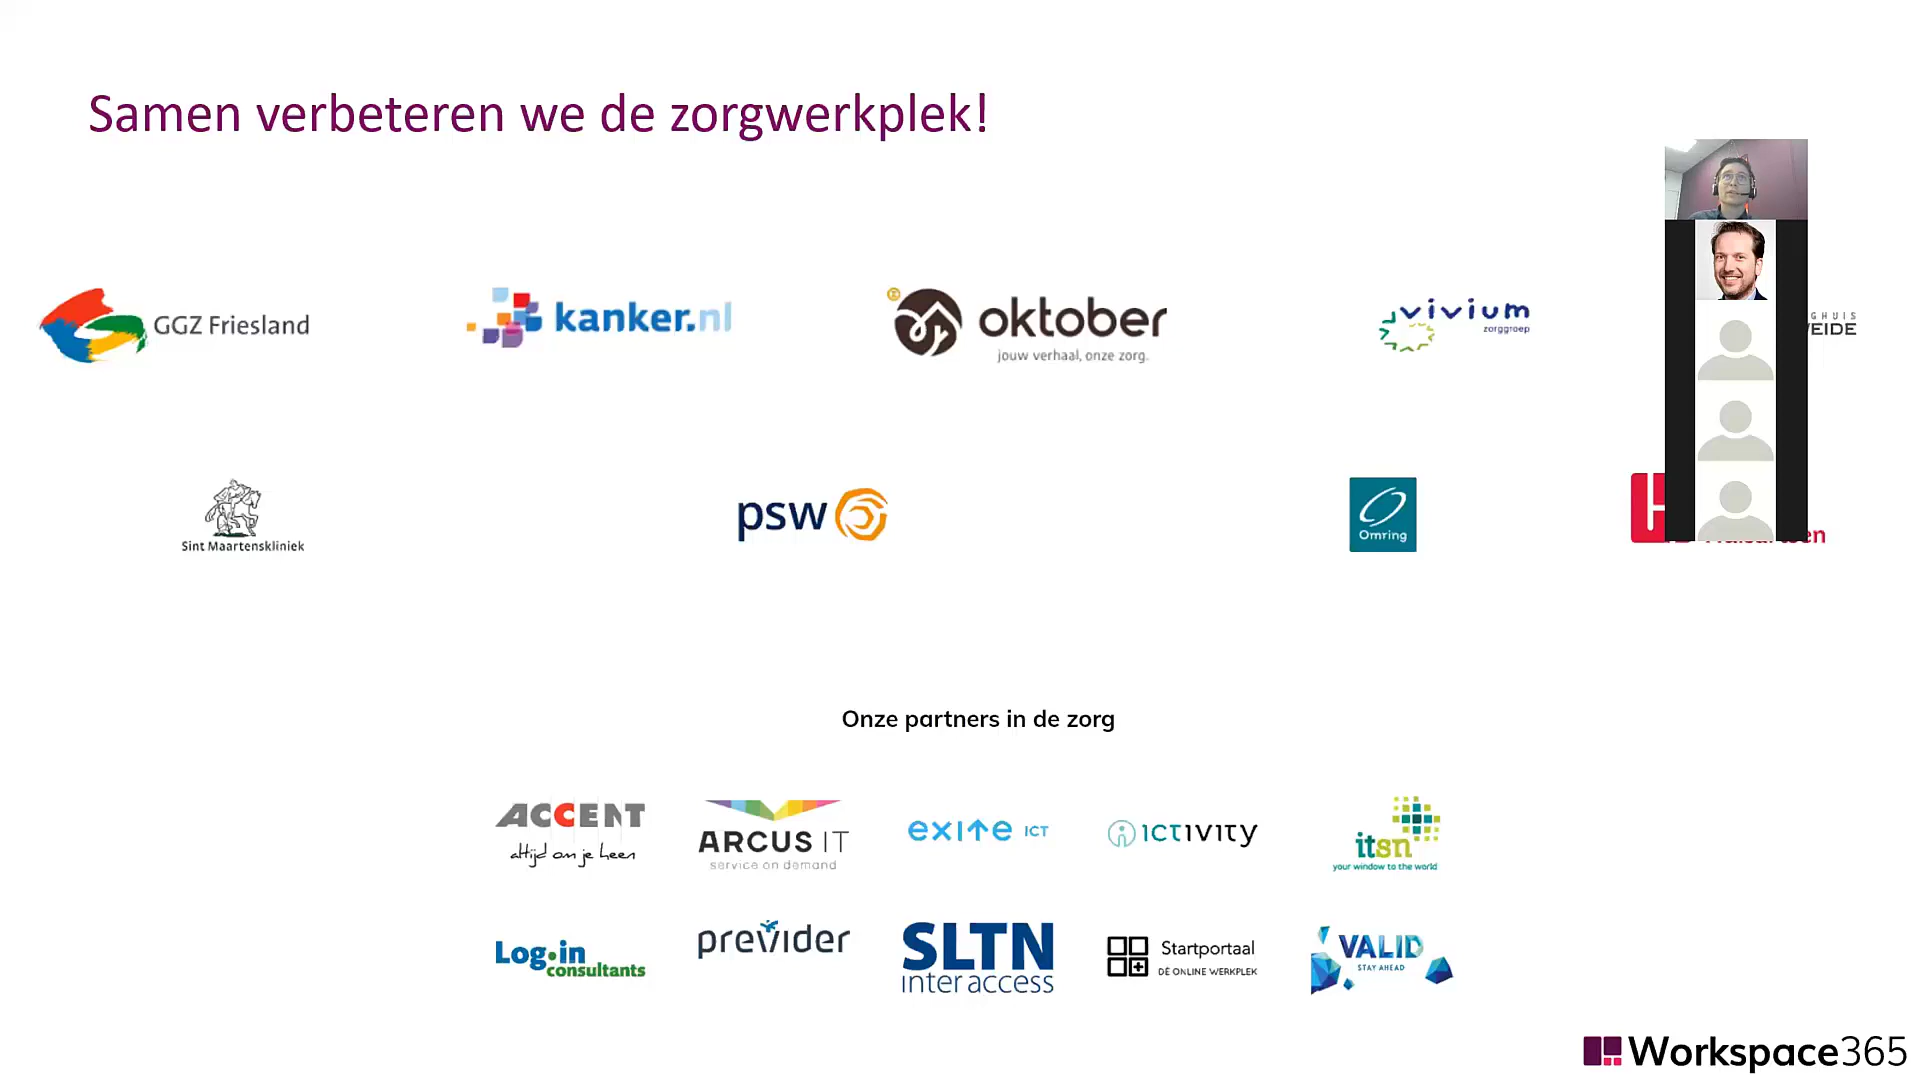 Samen verbeteren we de zorgwerkplek!
GGZ Friesland
kanker.nl
oktober
jouw verhaal, onze zorg.
vivium
zorggroep
GHUIS
EIDE
Sint Maartenskliniek
psw
Omring
Onze partners in de zorg
ACCENT
altijd om je heen
ARCUS IT
service on demand
exite ICT
ICTIVITY
itsn
your window to the world
Log•in
consultants
previder
SLTN
inter access
Startportaal
DÉ ONLINE WERKPLEK
VALID
STAY AHEAD
Workspace365